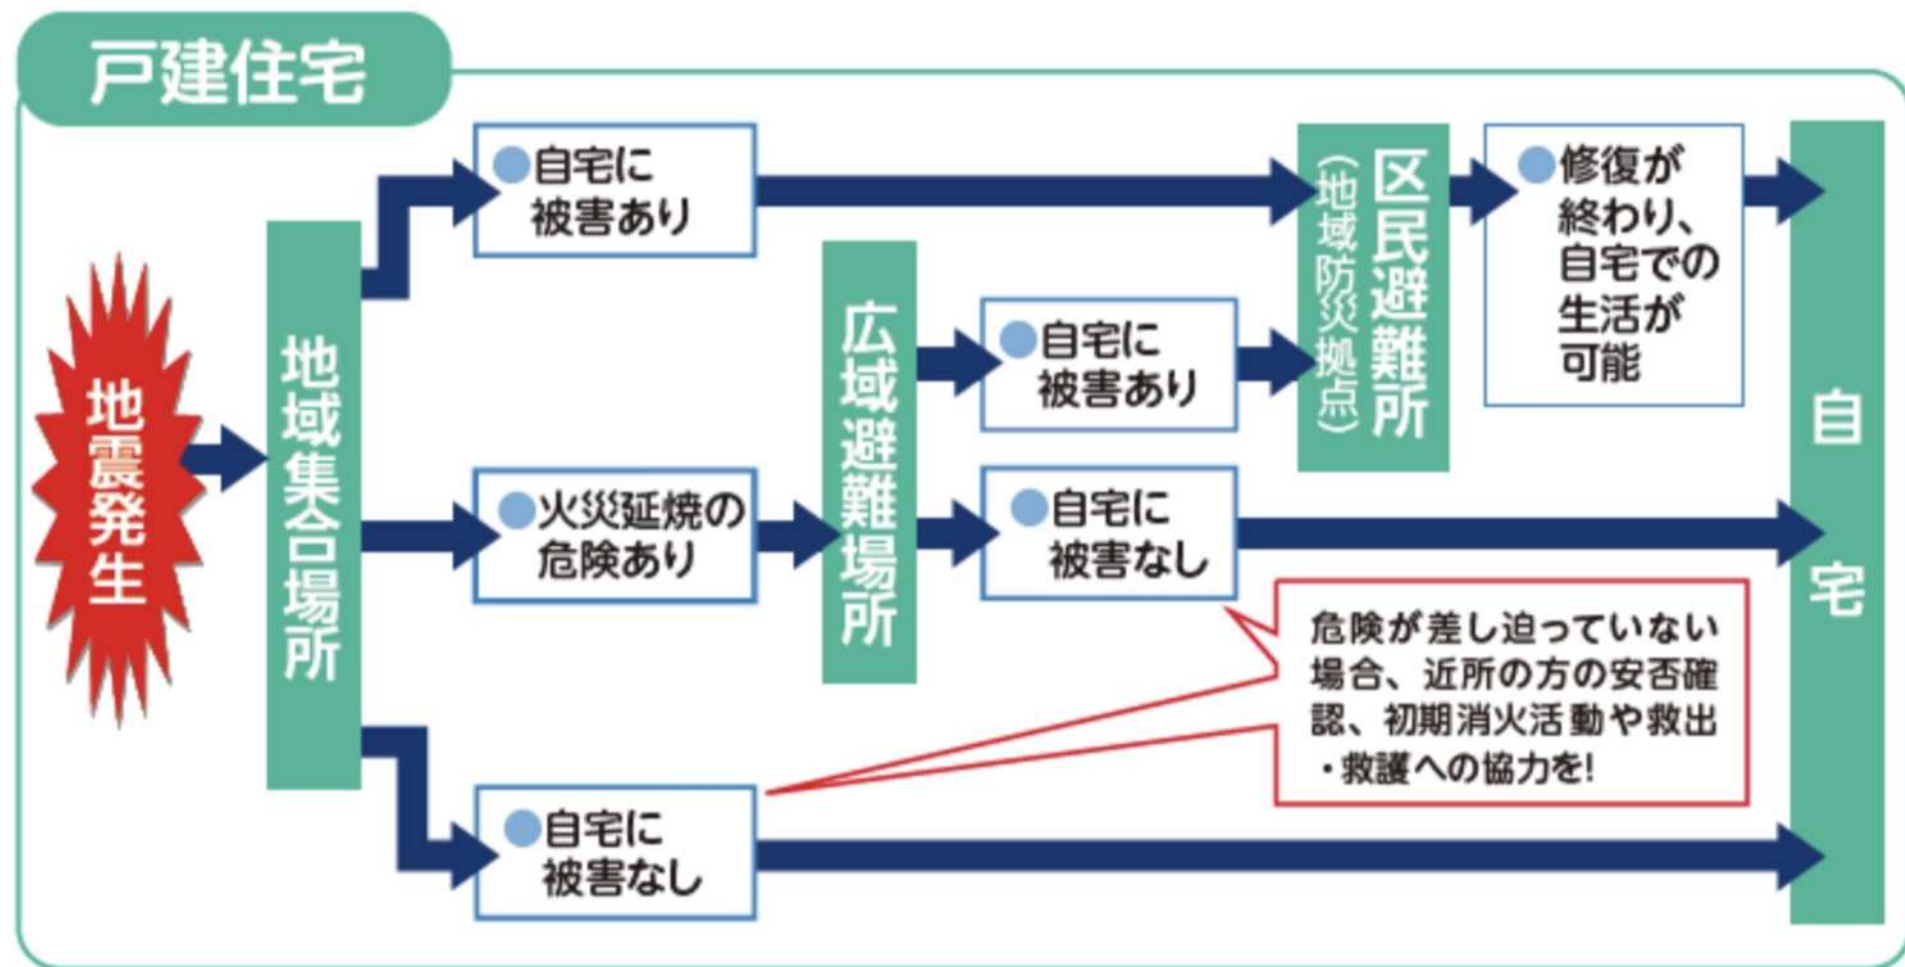 戸建住宅
地震発生
地域集合場所
自宅に
被害あり
火災延焼の
危険あり
自宅に
被害なし
広域避難場所
自宅に
被害あり
自宅に
被害なし
区民避難所
(地域防災拠点)
修復が
終わり、
自宅での
生活が
可能
危険が差し迫っていない
場合、近所の方の安否確
認、初期消火活動や救出
・救護への協力を!
自宅